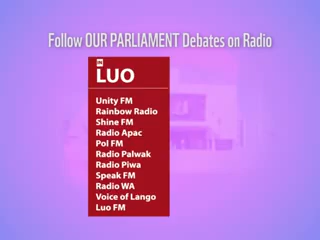 Follow OUR PARLIAMENT Debates on Radio
IN
LUO
Unity FM
Rainbow Radio
Shine FM
Radio Apac
Pol FM
Radio Palwak
Radio Piwa
Speak FM
Radio WA
Voice of Lango
Luo FM